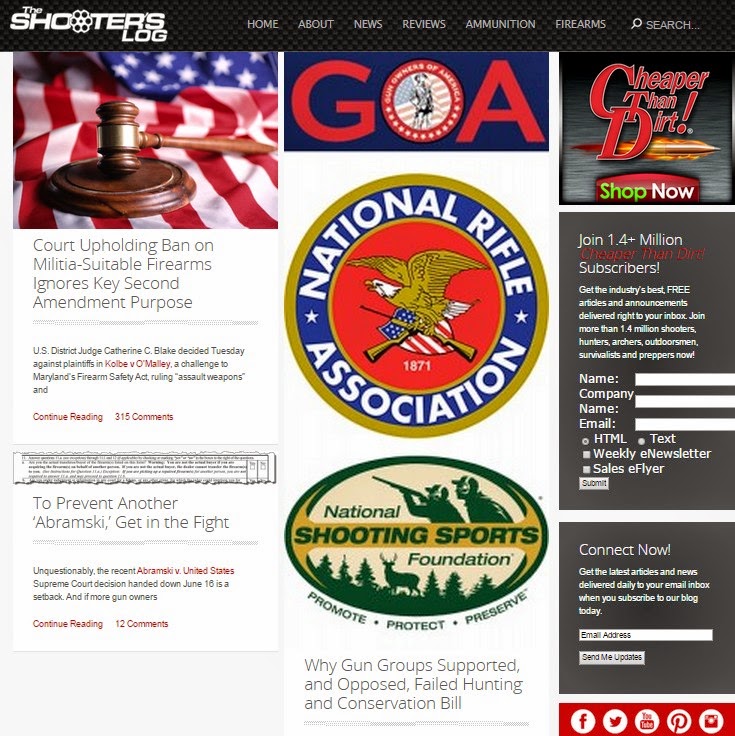 The
SHOOTER'S
LOG
HOME ABOUT NEWS REVIEWS AMMUNITION FIREARMS SEARCH...
Court Upholding Ban on
Militia-Suitable Firearms
Ignores Key Second
Amendment Purpose
U.S. District Judge Catherine C. Blake decided Tuesday
against plaintiffs in Kolbe v O'Malley, a challenge to
Maryland's Firearm Safety Act, ruling “assault weapons”
and
Continue Reading 315 Comments
To Prevent Another
‘Abramski,’ Get in the Fight
Unquestionably, the recent Abramski v. United States
Supreme Court decision handed down June 16 is a
setback. And if more gun owners
Continue Reading 12 Comments
GOA
GUN OWNERS OF AMERICA
NATIONAL RIFLE
ASSOCIATION
1871
National
SHOOTING SPORTS
Foundation
PROMOTE • PROTECT • PRESERVE
Why Gun Groups Supported,
and Opposed, Failed Hunting
and Conservation Bill
Cheaper
Than
Dirt!
Shop Now
Join 1.4+ Million
Cheaper Than Dirt!
Subscribers!
Get the industry's best, FREE
articles and announcements
delivered right to your inbox. Join
more than 1.4 million shooters,
hunters, archers, outdoorsmen,
survivalists and preppers now!
Name:
Company
Name:
Email:
HTML Text
Weekly eNewsletter
Sales eFlyer
Submit
Connect Now!
Get the latest articles and news
delivered daily to your email inbox
when you subscribe to our blog
today.
Email Address
Send Me Updates
You
Tube